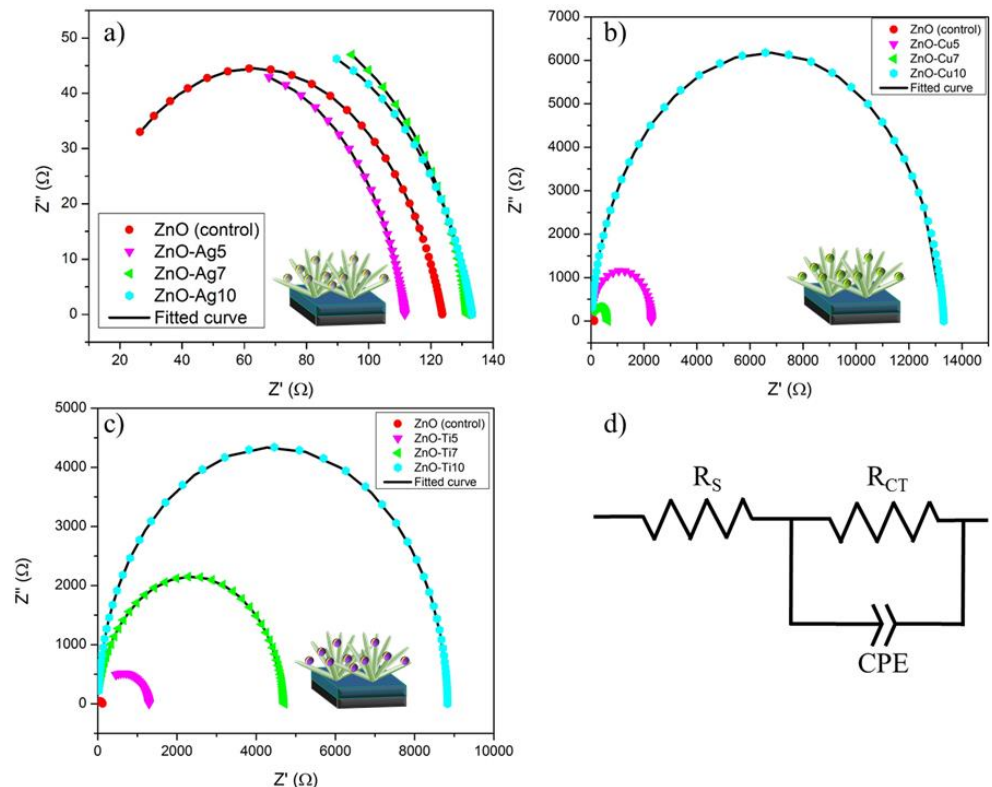 a)
50
40
30
20
10
0
Z'' (Ω)
ZnO (control)
ZnO-Ag5
ZnO-Ag7
ZnO-Ag10
Fitted curve
20 40 60 80 100 120 140
Z' (Ω)
b)
7000
6000
5000
4000
3000
2000
1000
0
Z'' (Ω)
ZnO (control)
ZnO-Cu5
ZnO-Cu7
ZnO-Cu10
Fitted curve
0 2000 4000 6000 8000 10000 12000 14000
Z' (Ω)
c)
5000
4000
3000
2000
1000
0
Z'' (Ω)
ZnO (control)
ZnO-Ti5
ZnO-Ti7
ZnO-Ti10
Fitted curve
0 2000 4000 6000 8000 10000
Z' (Ω)
d)
RS
RCT
CPE